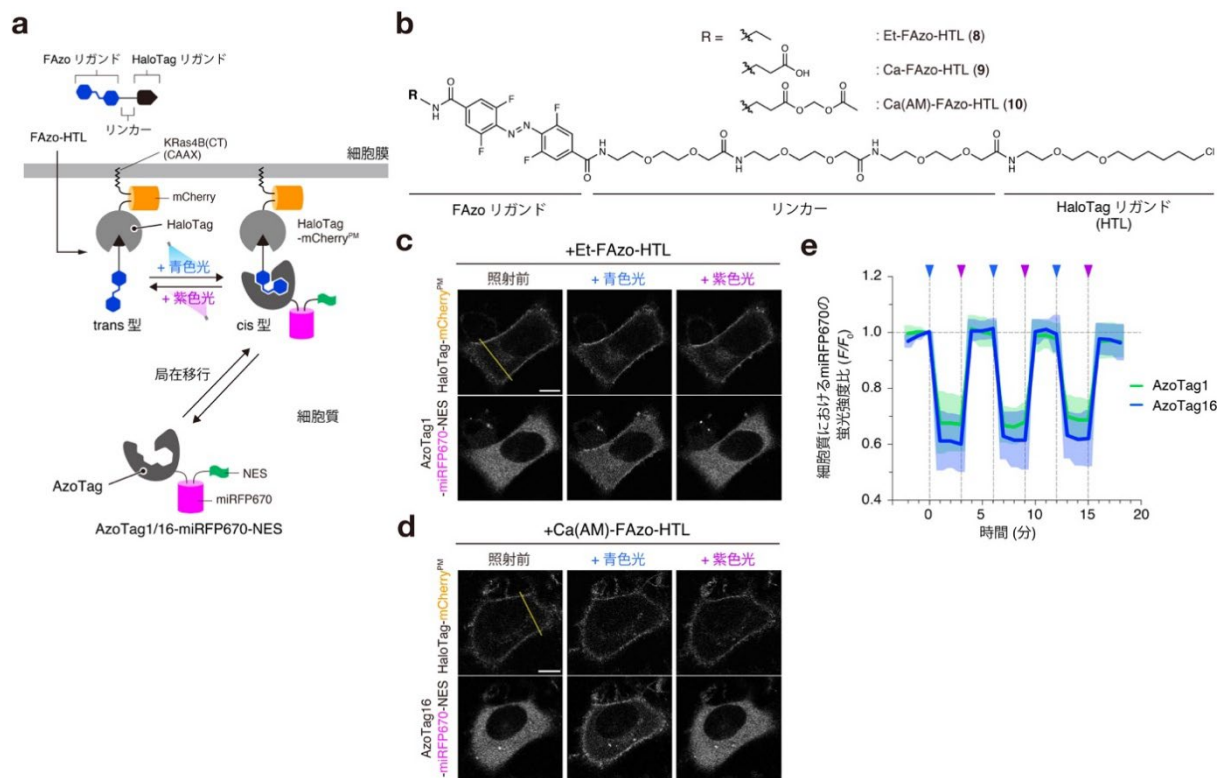 a
FAzo リガンド
HaloTag リガンド
リンカー
FAzo-HTL
KRas4B(CT)
(CAAX)
細胞膜
mCherry
HaloTag
HaloTag
-mCherryPM
+ 青色光
+ 紫色光
trans 型
cis 型
局在移行
細胞質
AzoTag
NES
miRFP670
AzoTag1/16-miRFP670-NES
b
R =
: Et-FAzo-HTL (8)
O
OH
: Ca-FAzo-HTL (9)
O
O
O
O
: Ca(AM)-FAzo-HTL (10)
R
N
H
O
F
F
N
N
F
F
O
N
H
O
O
O
N
H
O
O
O
N
H
O
O
O
N
H
O
O
Cl
FAzo リガンド
リンカー
HaloTag リガンド
(HTL)
c
+Et-FAzo-HTL
照射前
+ 青色光
+ 紫色光
HaloTag-mCherryPM
AzoTag1
-miRFP670-NES
d
+Ca(AM)-FAzo-HTL
照射前
+ 青色光
+ 紫色光
HaloTag-mCherryPM
AzoTag16
-miRFP670-NES
e
細胞質におけるmiRFP670の
蛍光強度比 (F/F0)
1.2
1.0
0.8
0.6
0.4
0
5
10
15
20
時間 (分)
AzoTag1
AzoTag16